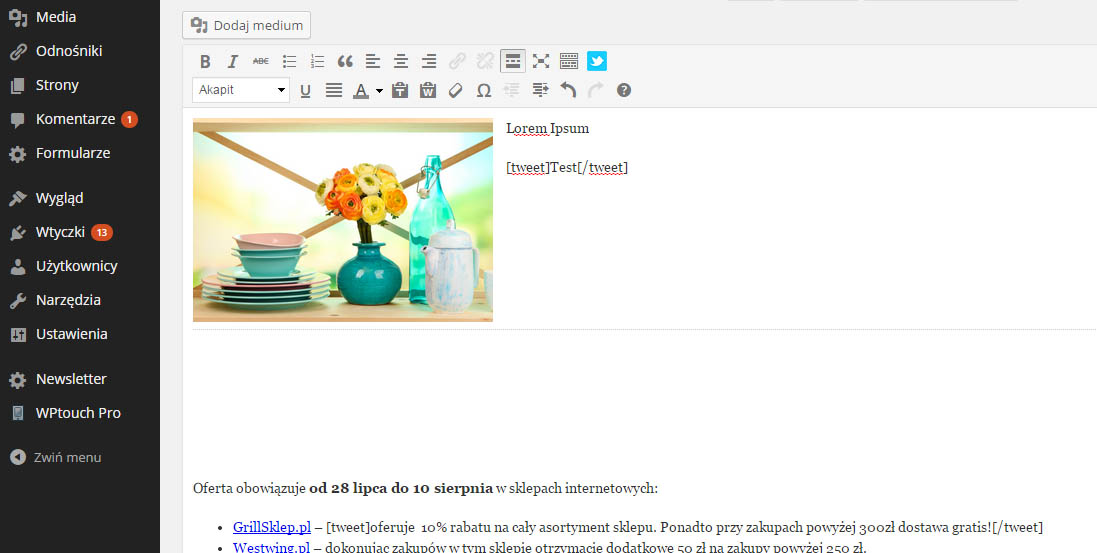 Media
Odnośniki
Strony
Komentarze 1
Formularze
Wygląd
Wtyczki 13
Użytkownicy
Narzędzia
Ustawienia
Newsletter
WPtouch Pro
Zwiń menu
Dodaj medium
B I ABC
Akapit U A T W Ω ?
Lorem Ipsum
[tweet]Test[/tweet]
Oferta obowiązuje od 28 lipca do 10 sierpnia w sklepach internetowych:
GrillSklep.pl – [tweet]oferuje 10% rabatu na cały asortyment sklepu. Ponadto przy zakupach powyżej 300zł dostawa gratis![/tweet]
Westwing.pl – dokonując zakupów w tym sklepie otrzymacie dodatkowe 50 zł na zakupy powyżej 250 zł.